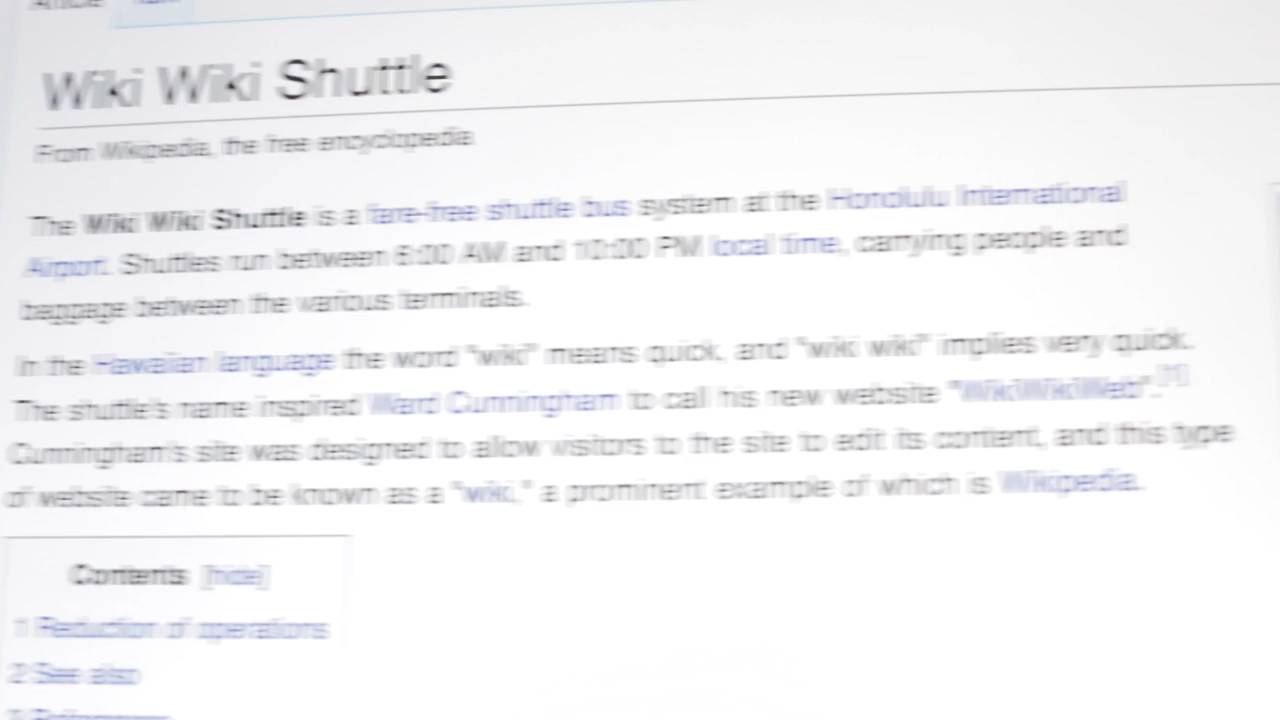 Article Talk
Wiki Wiki Shuttle
From Wikipedia, the free encyclopedia
The Wiki Wiki Shuttle is a fare-free shuttle bus system at the Honolulu International
Airport. Shuttles run between 6:00 AM and 10:00 PM local time, carrying people and
baggage between the various terminals.
In the Hawaiian language the word "wiki" means quick, and "wiki wiki" implies very quick.
The shuttle's name inspired Ward Cunningham to call his new website "WikiWikiWeb".[1]
Cunningham's site was designed to allow visitors to the site to edit its content, and this type
of website came to be known as a "wiki," a prominent example of which is Wikipedia.
Contents [hide]
1 Reduction of operations
2 See also
3 References